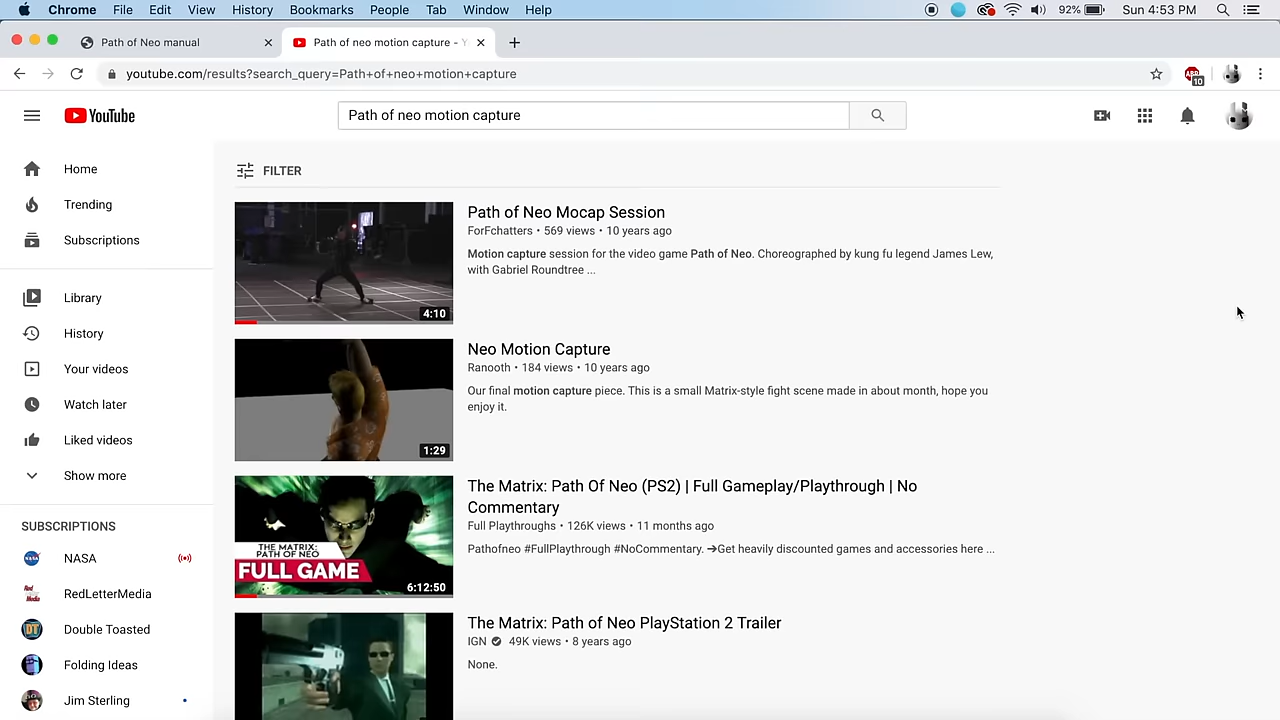 Chrome File Edit View History Bookmarks People Tab Window Help 92% Sun 4:53 PM
Path of Neo manual Path of neo motion capture -
youtube.com/results?search_query=Path+of+neo+motion+capture
10
YouTube
Path of neo motion capture
Home
Trending
Subscriptions
Library
History
Your videos
Watch later
Liked videos
Show more
SUBSCRIPTIONS
NASA
RedLetterMedia
Double Toasted
Folding Ideas
Jim Sterling
FILTER
4:10
Path of Neo Mocap Session
ForFchatters • 569 views • 10 years ago
Motion capture session for the video game Path of Neo. Choreographed by kung fu legend James Lew,
with Gabriel Roundtree ...
1:29
Neo Motion Capture
Ranooth • 184 views • 10 years ago
Our final motion capture piece. This is a small Matrix-style fight scene made in about month, hope you
enjoy it.
THE MATRIX:
PATH OF NEO
FULL GAME
6:12:50
The Matrix: Path Of Neo (PS2) | Full Gameplay/Playthrough | No
Commentary
Full Playthroughs • 126K views • 11 months ago
Pathofneo #FullPlaythrough #NoCommentary. ➔Get heavily discounted games and accessories here ...
The Matrix: Path of Neo PlayStation 2 Trailer
IGN 49K views • 8 years ago
None.